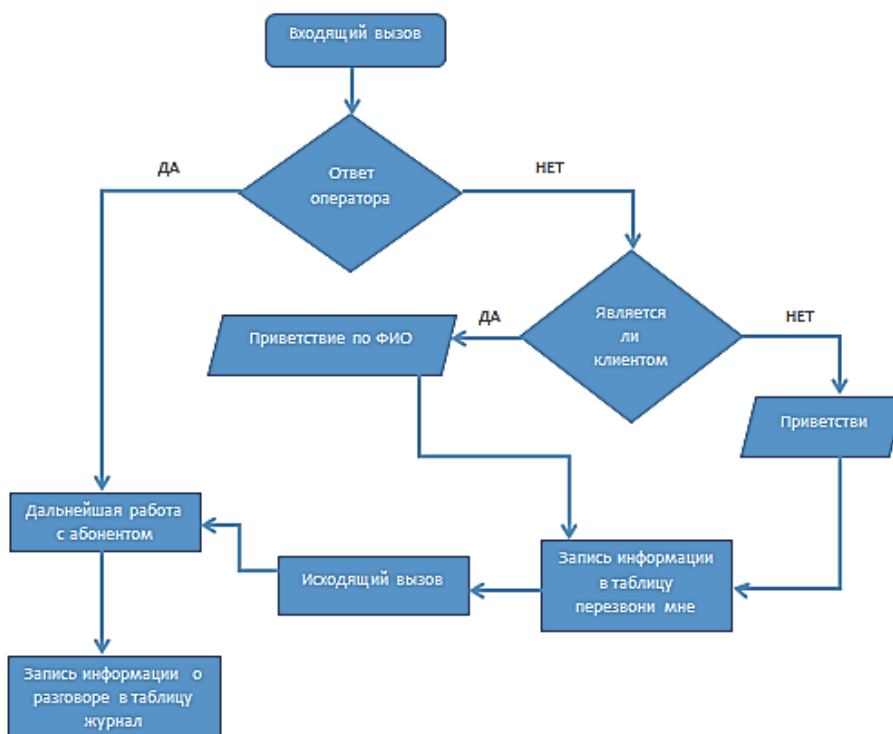 Входящий вызов
ДА
Ответ
оператора
НЕТ
Является
ли
клиентом
ДА
НЕТ
Приветствие по ФИО
Приветстви
Дальнейшая работа
с абонентом
Исходящий вызов
Запись информации
в таблицу
перезвони мне
Запись информации о
разговоре в таблицу
журнал